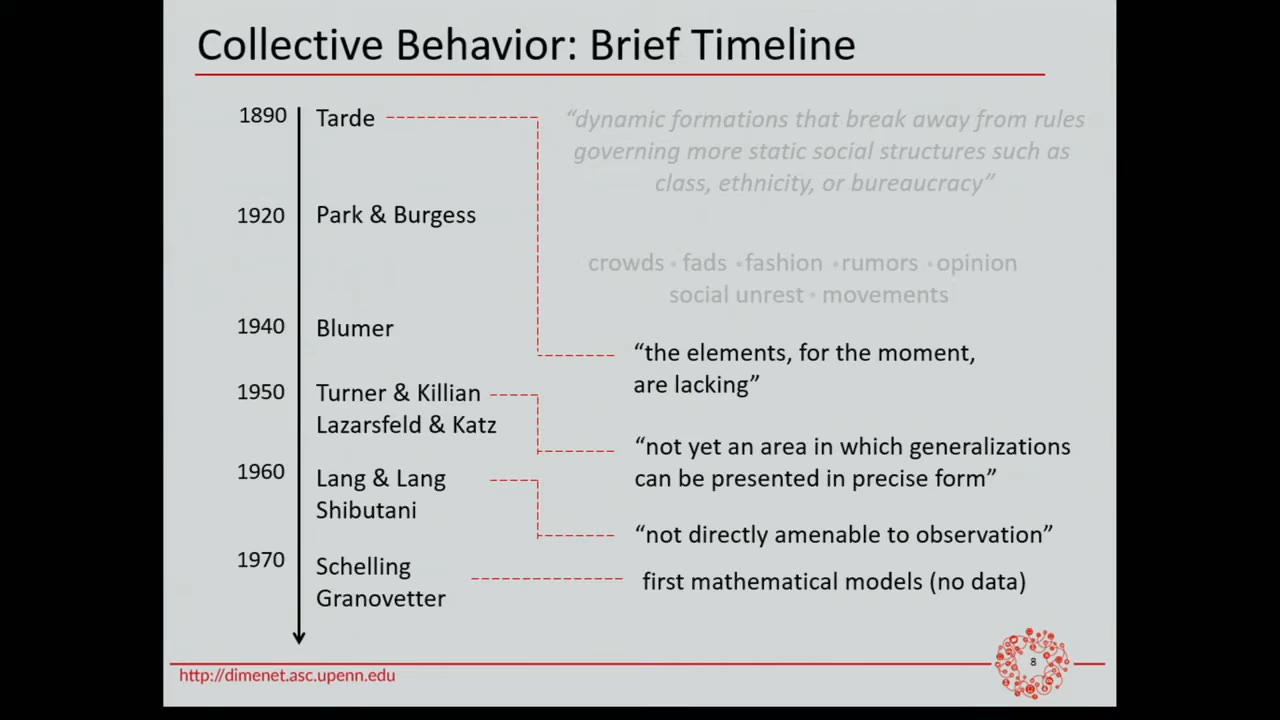 Collective Behavior: Brief Timeline
1890 Tarde
“dynamic formations that break away from rules
governing more static social structures such as
class, ethnicity, or bureaucracy”
1920 Park & Burgess
crowds • fads • fashion • rumors • opinion
social unrest • movements
1940 Blumer
“the elements, for the moment,
are lacking”
1950 Turner & Killian
Lazarsfeld & Katz
“not yet an area in which generalizations
can be presented in precise form”
1960 Lang & Lang
Shibutani
“not directly amenable to observation”
1970 Schelling
Granovetter
first mathematical models (no data)
8
http://dimenet.asc.upenn.edu